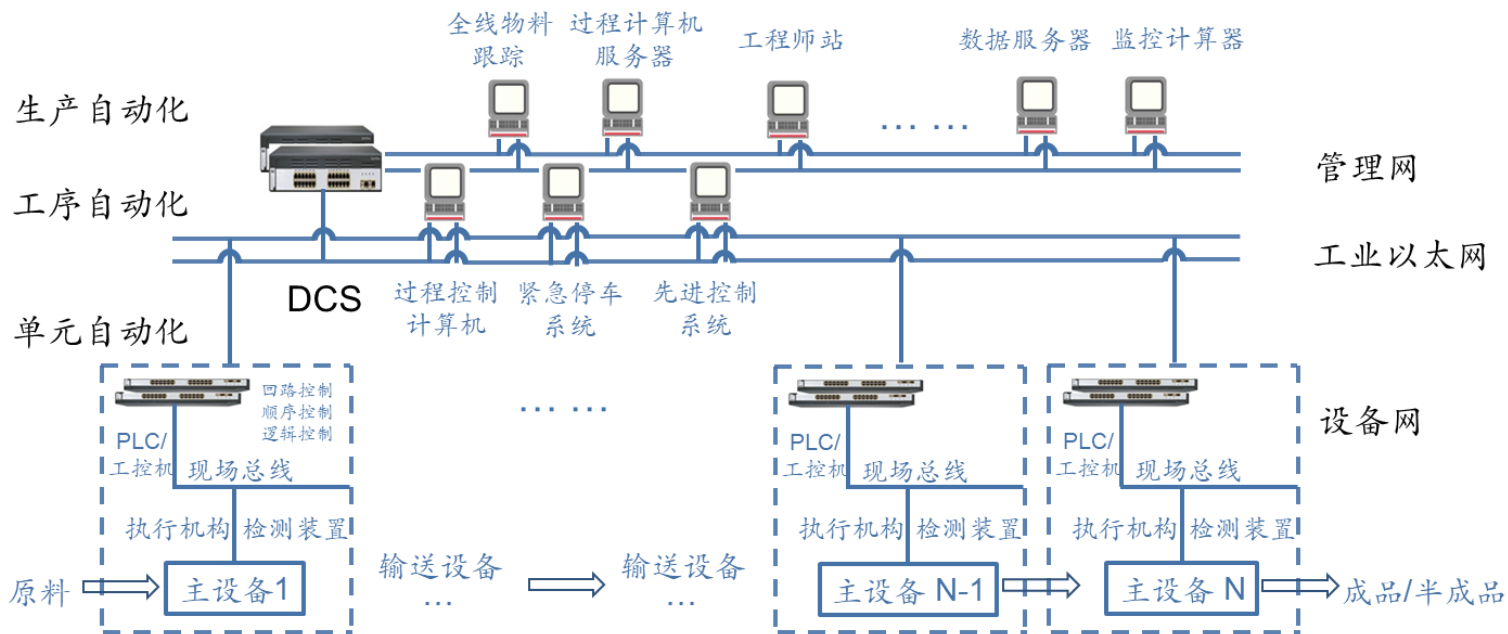 全线物料
跟踪
过程计算机
服务器
工程师站
数据服务器
监控计算器
生产自动化
… …
管理网
工序自动化
工业以太网
DCS
过程控制
计算机
紧急停车
系统
先进控制
系统
单元自动化
回路控制
顺序控制
逻辑控制
… …
设备网
PLC/
工控机
现场总线
PLC/
工控机
现场总线
PLC/
工控机
现场总线
执行机构
检测装置
执行机构
检测装置
执行机构
检测装置
原料
主设备1
输送设备
…
输送设备
…
主设备 N-1
主设备 N
成品/半成品